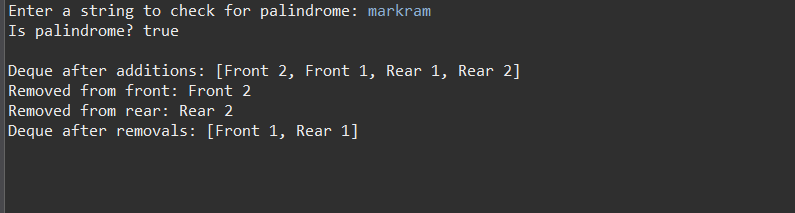 Enter a string to check for palindrome: markram
Is palindrome? true
Deque after additions: [Front 2, Front 1, Rear 1, Rear 2]
Removed from front: Front 2
Removed from rear: Rear 2
Deque after removals: [Front 1, Rear 1]